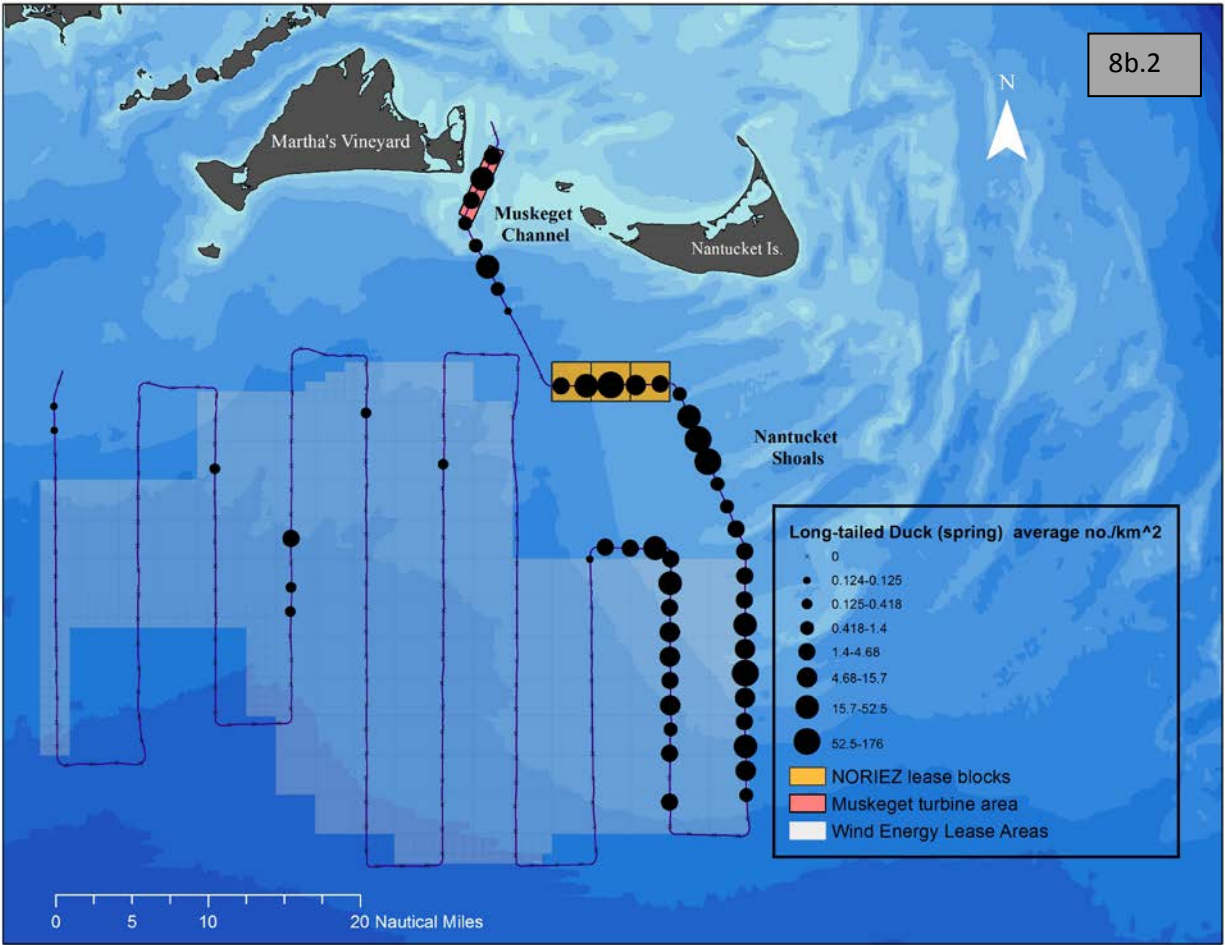 8b.2
N
Martha's Vineyard
Muskeget
Channel
Nantucket Is.
Nantucket
Shoals
Long-tailed Duck (spring) average no./km^2
0
0.124-0.125
0.125-0.418
0.418-1.4
1.4-4.68
4.68-15.7
15.7-52.5
52.5-176
NORIEZ lease blocks
Muskeget turbine area
Wind Energy Lease Areas
0 5 10 20 Nautical Miles